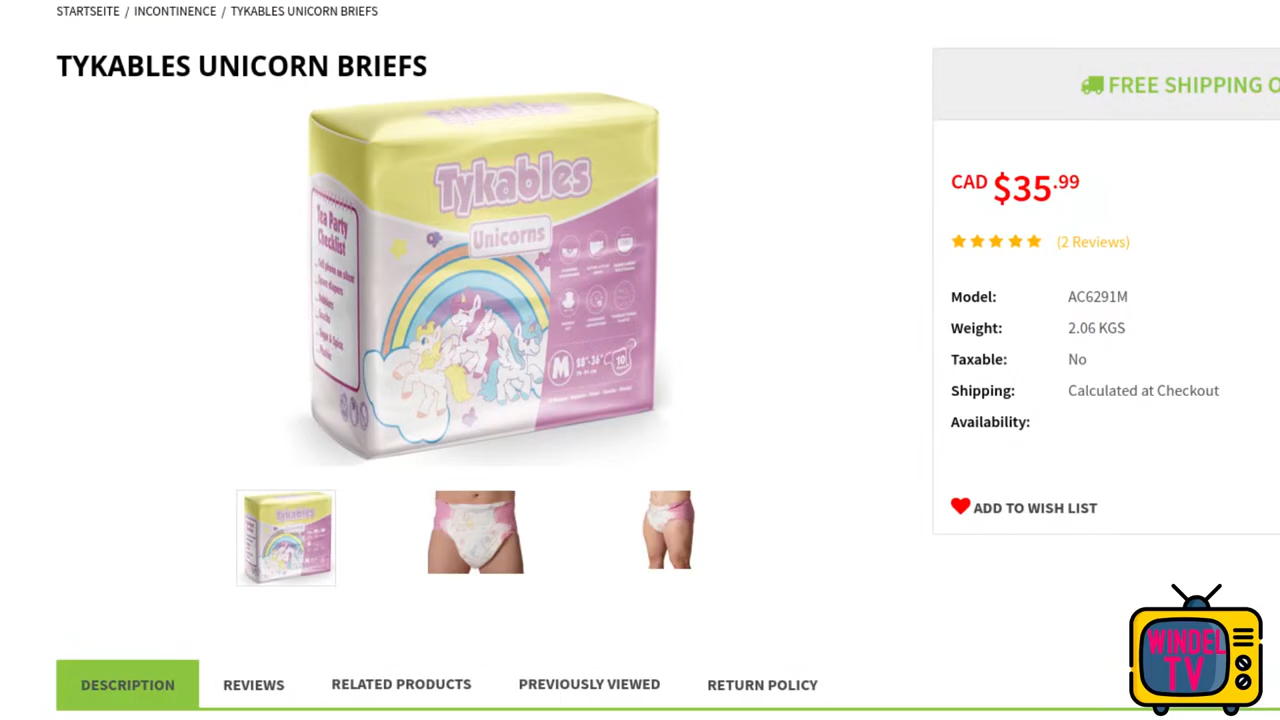 STARTSEITE / INCONTINENCE / TYKABLES UNICORN BRIEFS
TYKABLES UNICORN BRIEFS
FREE SHIPPING O
Tykables
Tykables
Unicorns
Tea Party
Checklist
M 28"-36" 10
CAD $35.99
(2 Reviews)
Model: AC6291M
Weight: 2.06 KGS
Taxable: No
Shipping: Calculated at Checkout
Availability:
ADD TO WISH LIST
WINDEL
TV
DESCRIPTION REVIEWS RELATED PRODUCTS PREVIOUSLY VIEWED RETURN POLICY